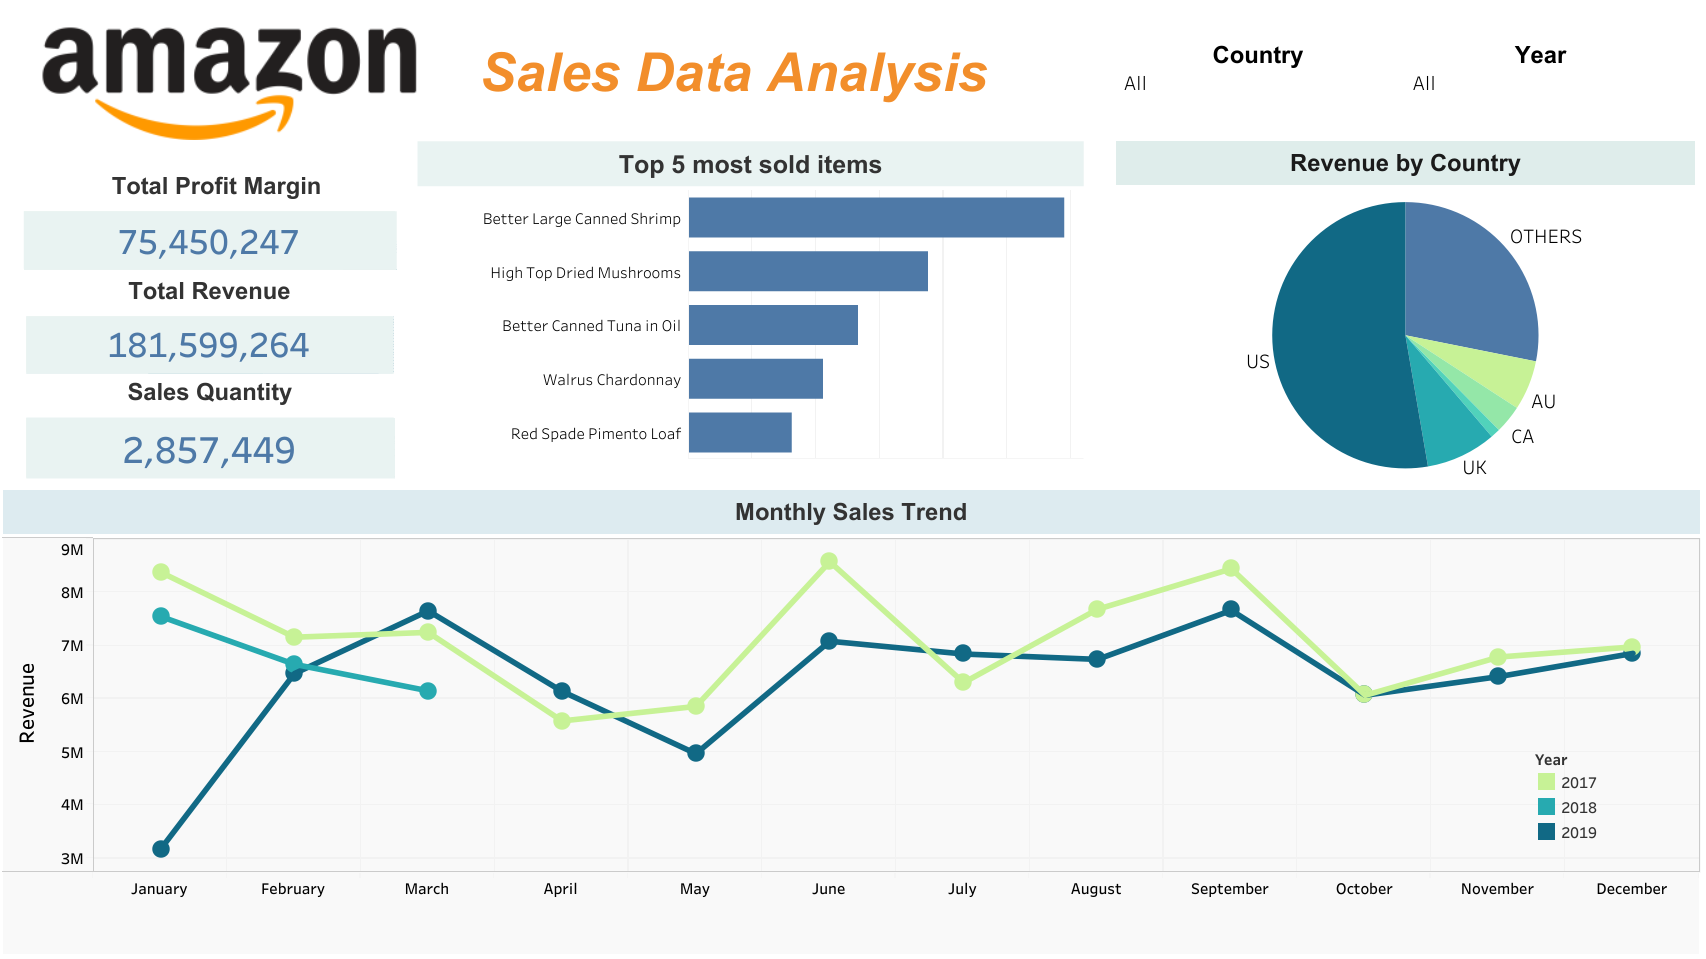 amazon
Sales Data Analysis
Country
All
Year
All
Total Profit Margin
75,450,247
Total Revenue
181,599,264
Sales Quantity
2,857,449
Top 5 most sold items
Better Large Canned Shrimp
High Top Dried Mushrooms
Better Canned Tuna in Oil
Walrus Chardonnay
Red Spade Pimento Loaf
Revenue by Country
OTHERS
US
AU
CA
UK
Monthly Sales Trend
Revenue
9M
8M
7M
6M
5M
4M
3M
Year
2017
2018
2019
January February March April May June July August September October November December